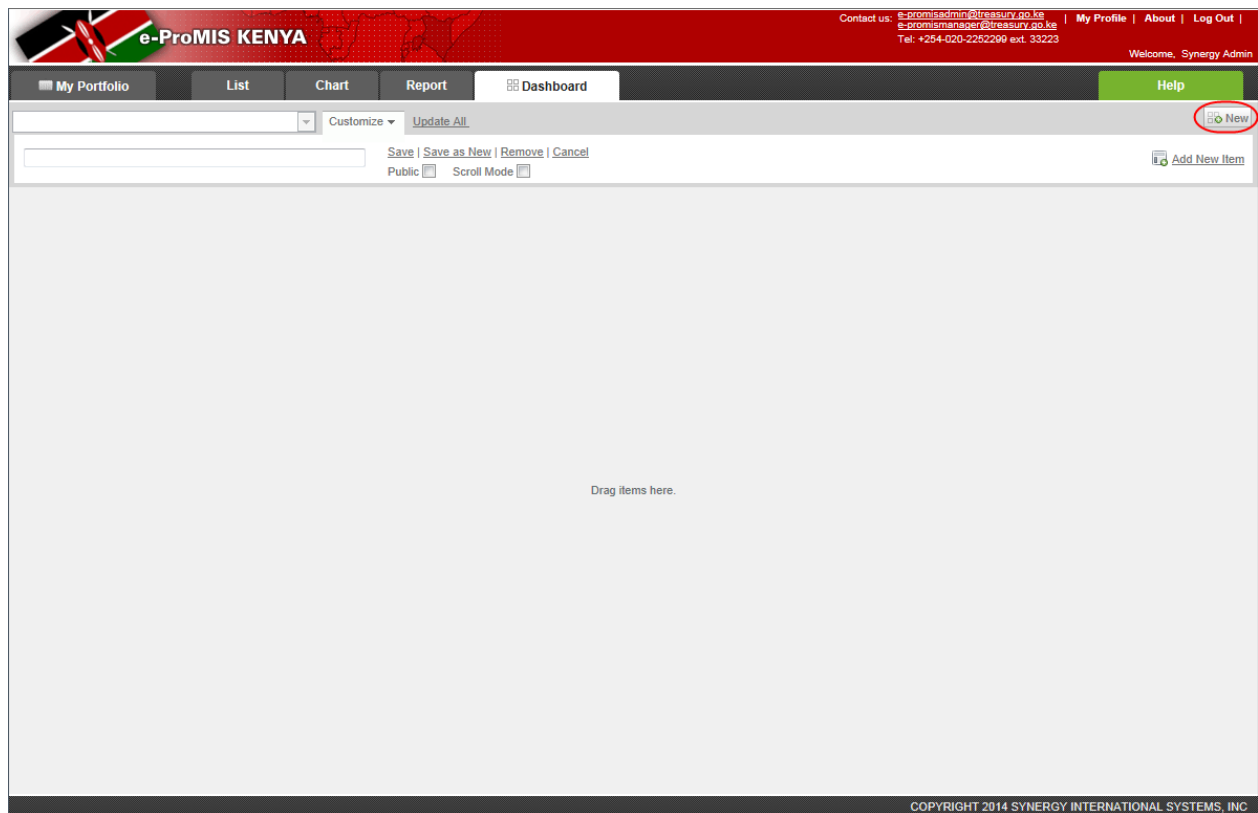 e-ProMIS KENYA
Contact us: e-promisadmin@treasury.go.ke | My Profile | About | Log Out |
e-promismanager@treasury.go.ke
Tel: +254-020-2252299 ext. 33223
Welcome, Synergy Admin
My Portfolio List Chart Report Dashboard Help
Customize Update All New
Save | Save as New | Remove | Cancel
Add New Item
Public Scroll Mode
Drag items here.
COPYRIGHT 2014 SYNERGY INTERNATIONAL SYSTEMS, INC